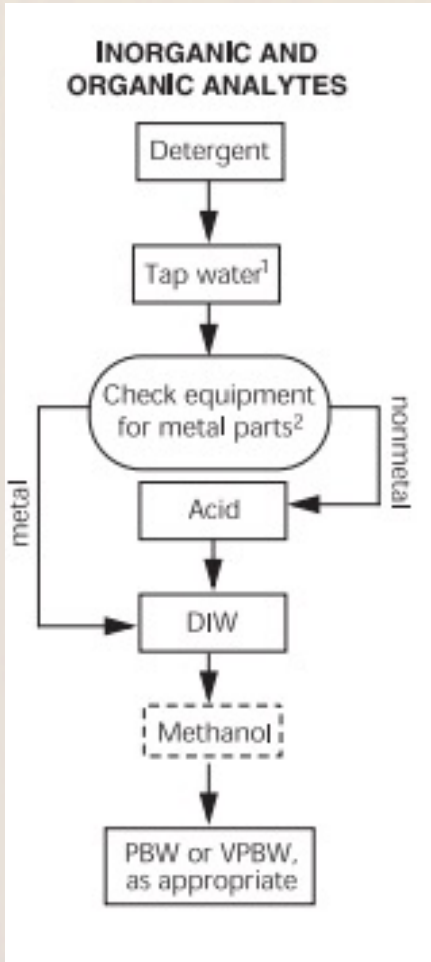 INORGANIC AND
ORGANIC ANALYTES
Detergent
Tap water¹
Check equipment
for metal parts²
metal
nonmetal
Acid
DIW
Methanol
PBW or VPBW,
as appropriate